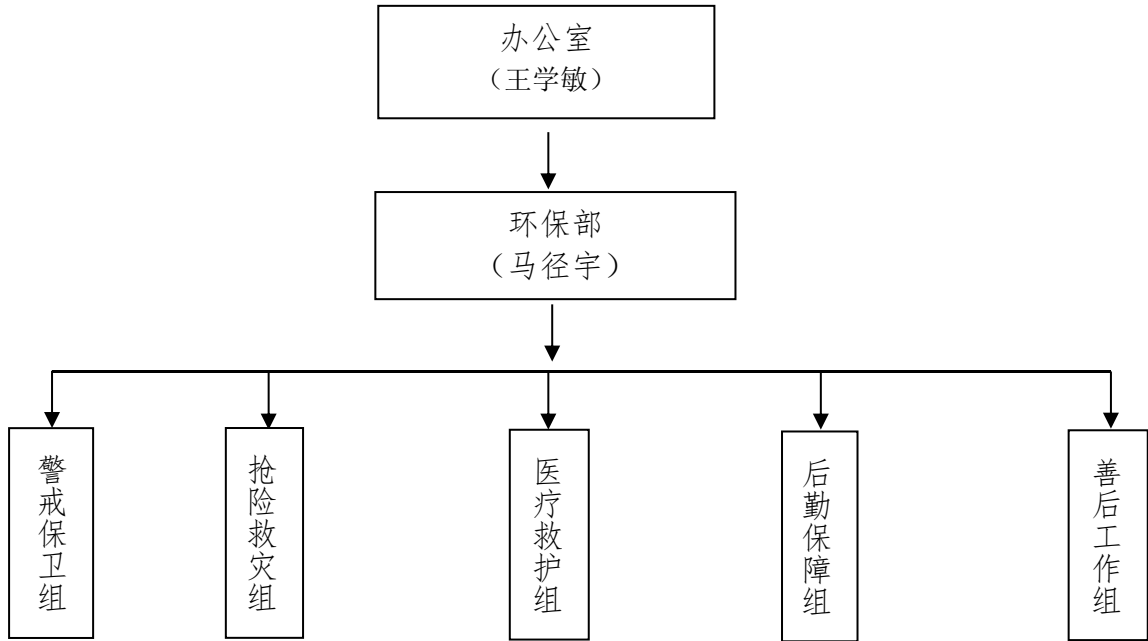 办公室
（王学敏）
环保部
（马径宇）
警戒保卫组
抢险救灾组
医疗救护组
后勤保障组
善后工作组